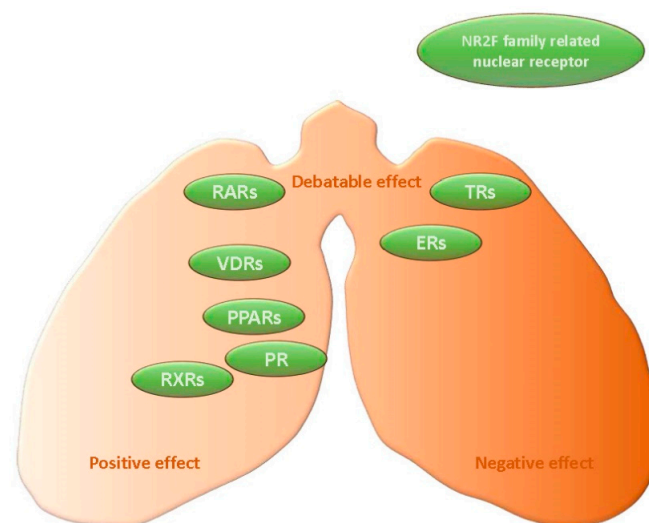 NR2F family related
nuclear receptor
RARs
Debatable effect
TRs
ERs
VDRs
PPARs
PR
RXRs
Positive effect
Negative effect